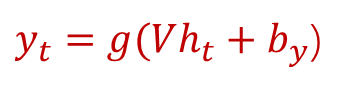 y_t = g(Vh_t + b_y)